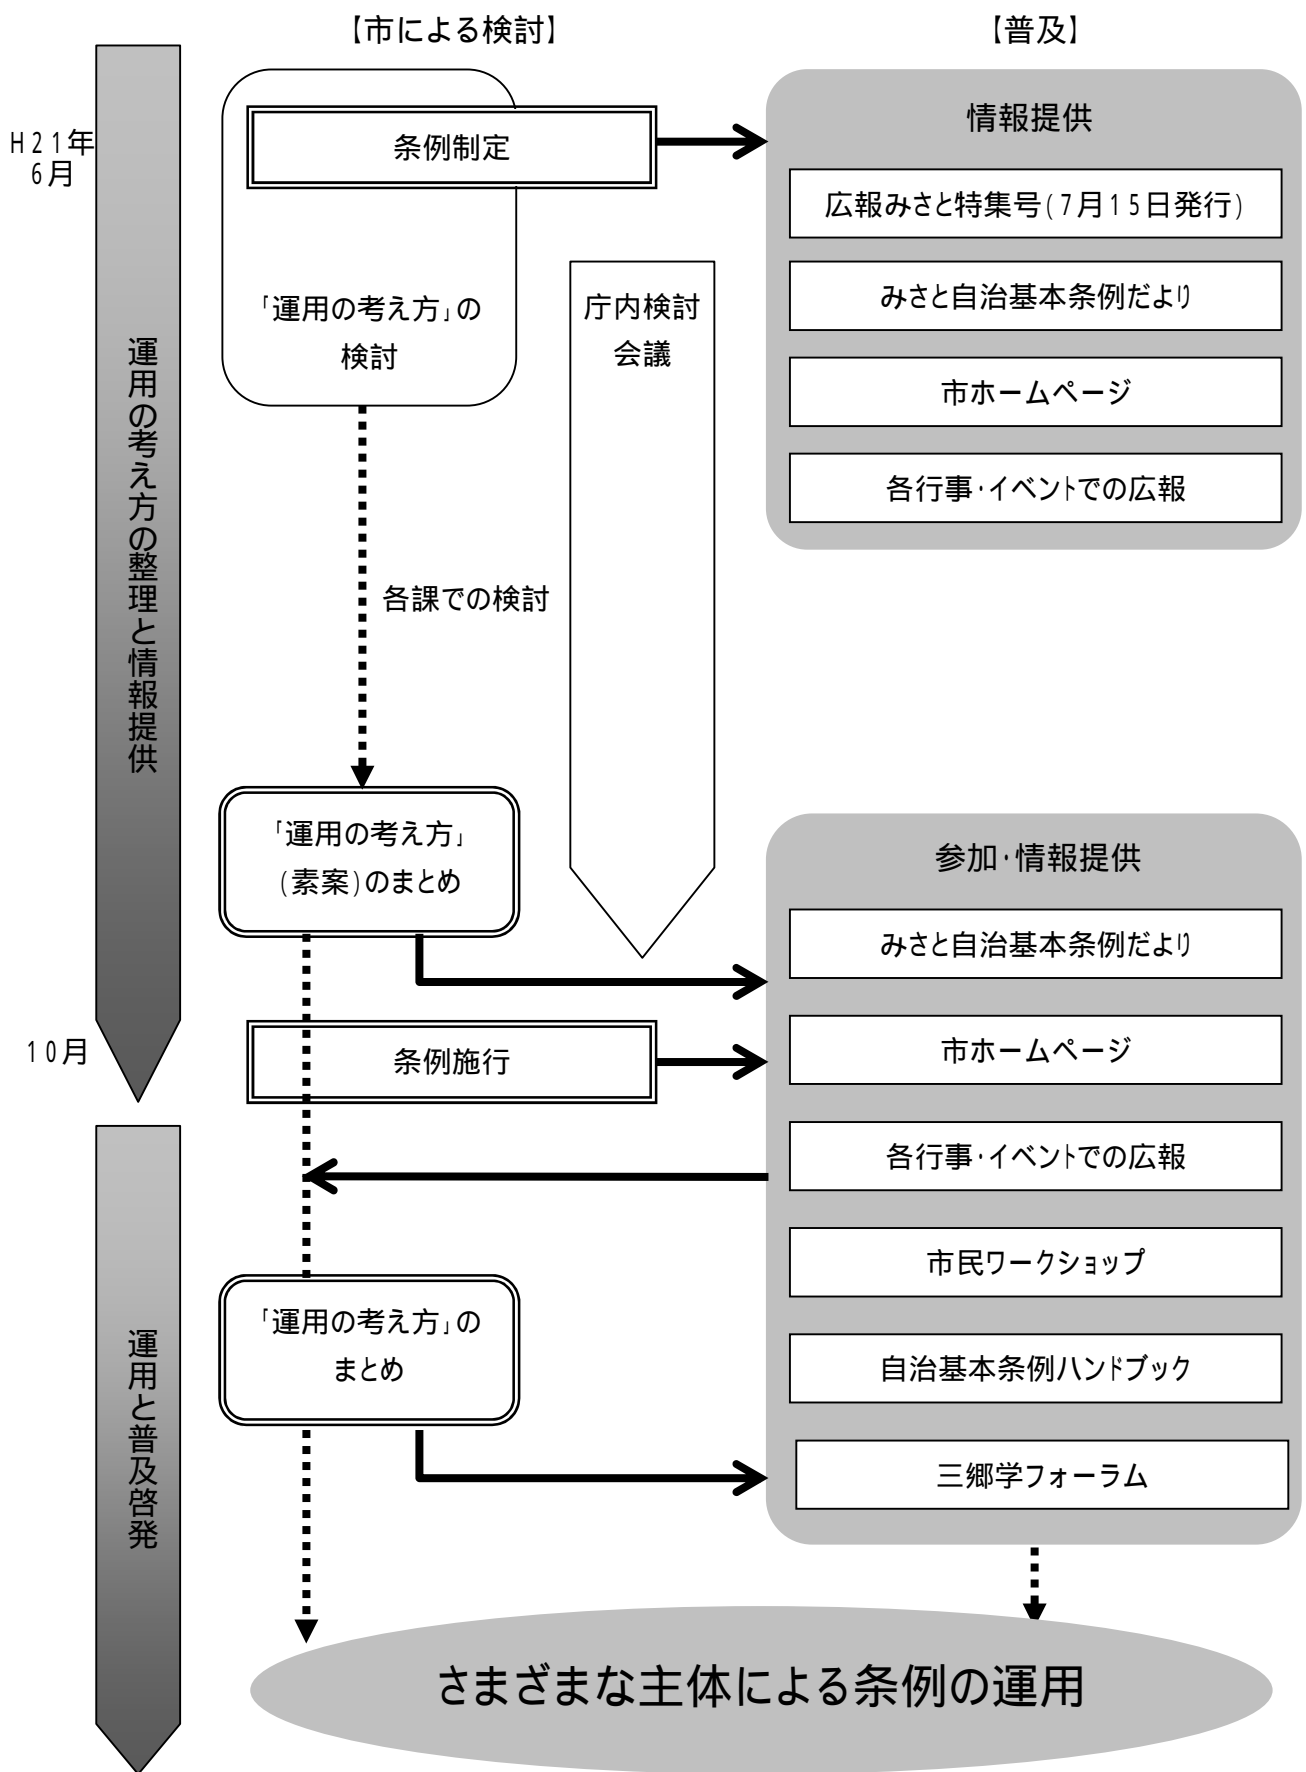 【市による検討】
【普及】
H21年
6月
条例制定
情報提供
広報みさと特集号(7月15日発行)
みさと自治基本条例だより
市ホームページ
各行事・イベントでの広報
「運用の考え方」の
検討
庁内検討
会議
運用の考え方の整理と情報提供
各課での検討
「運用の考え方」
(素案)のまとめ
参加・情報提供
みさと自治基本条例だより
10月
条例施行
市ホームページ
各行事・イベントでの広報
市民ワークショップ
「運用の考え方」の
まとめ
自治基本条例ハンドブック
三郷学フォーラム
運用と普及啓発
さまざまな主体による条例の運用